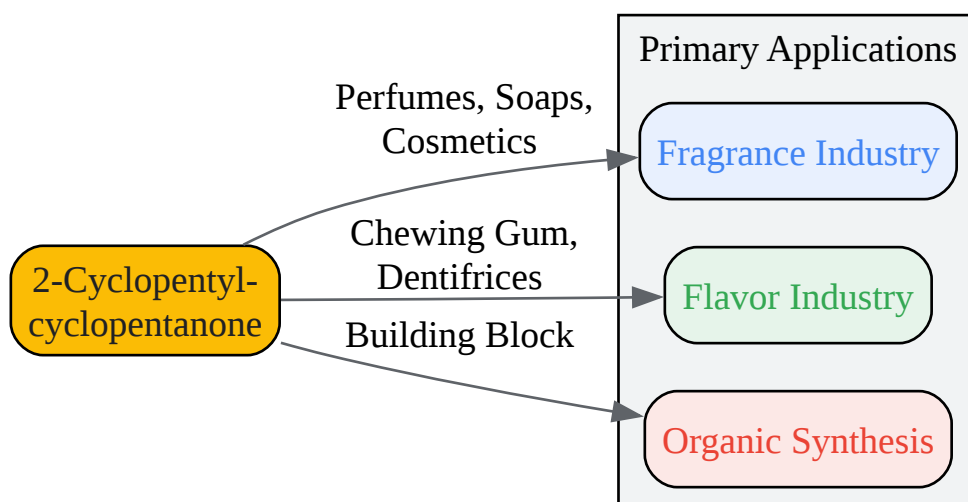 Primary Applications
Perfumes, Soaps,
Cosmetics
Fragrance Industry
Chewing Gum,
Dentifrices
2-Cyclopentyl-
cyclopentanone
Flavor Industry
Building Block
Organic Synthesis